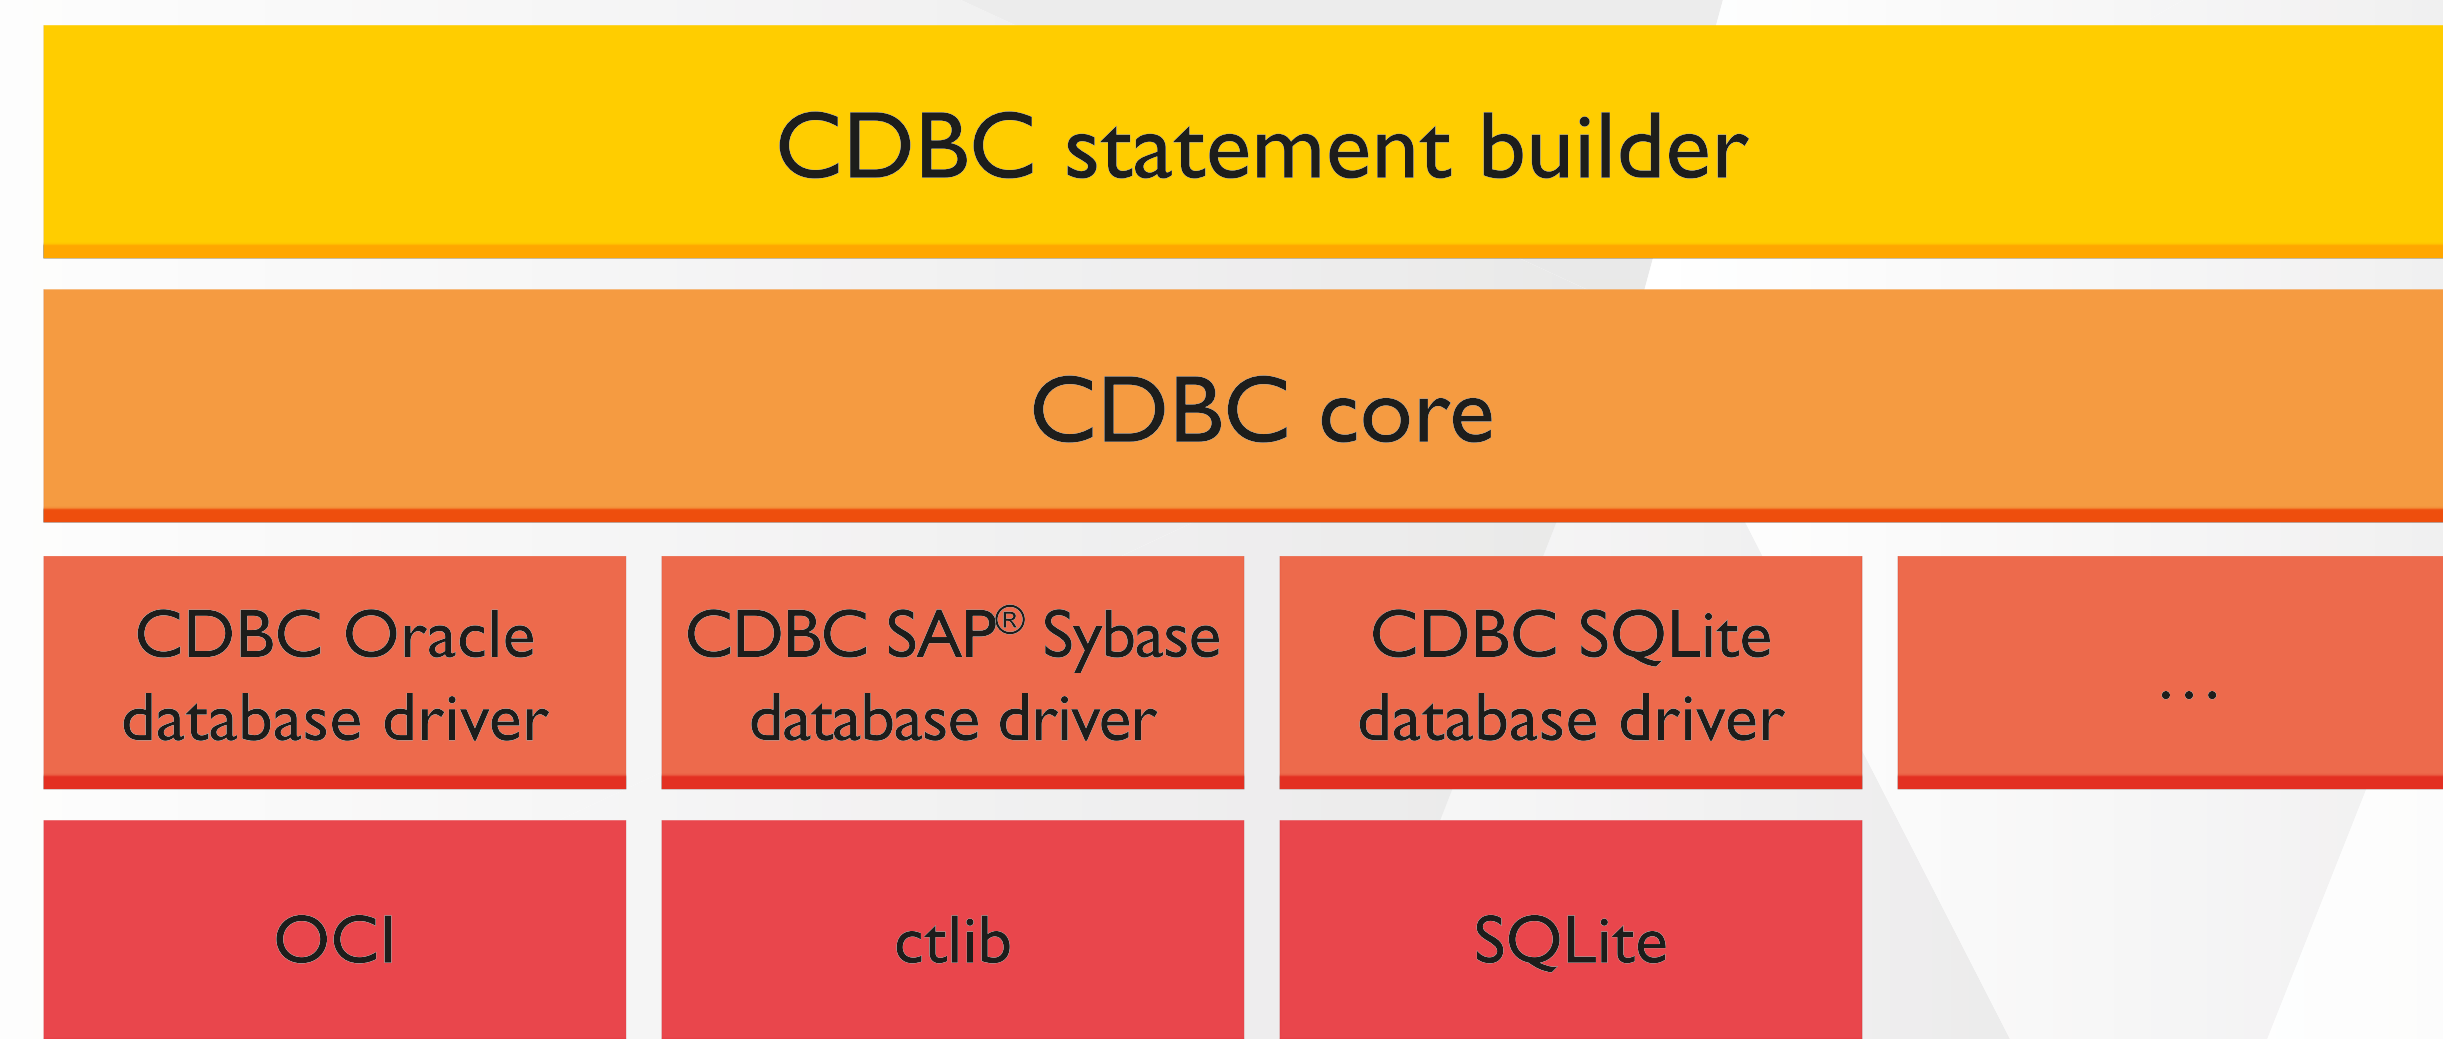 CDBC statement builder
CDBC core
CDBC Oracle
database driver
CDBC SAP® Sybase
database driver
CDBC SQLite
database driver
...
OCI
ctlib
SQLite